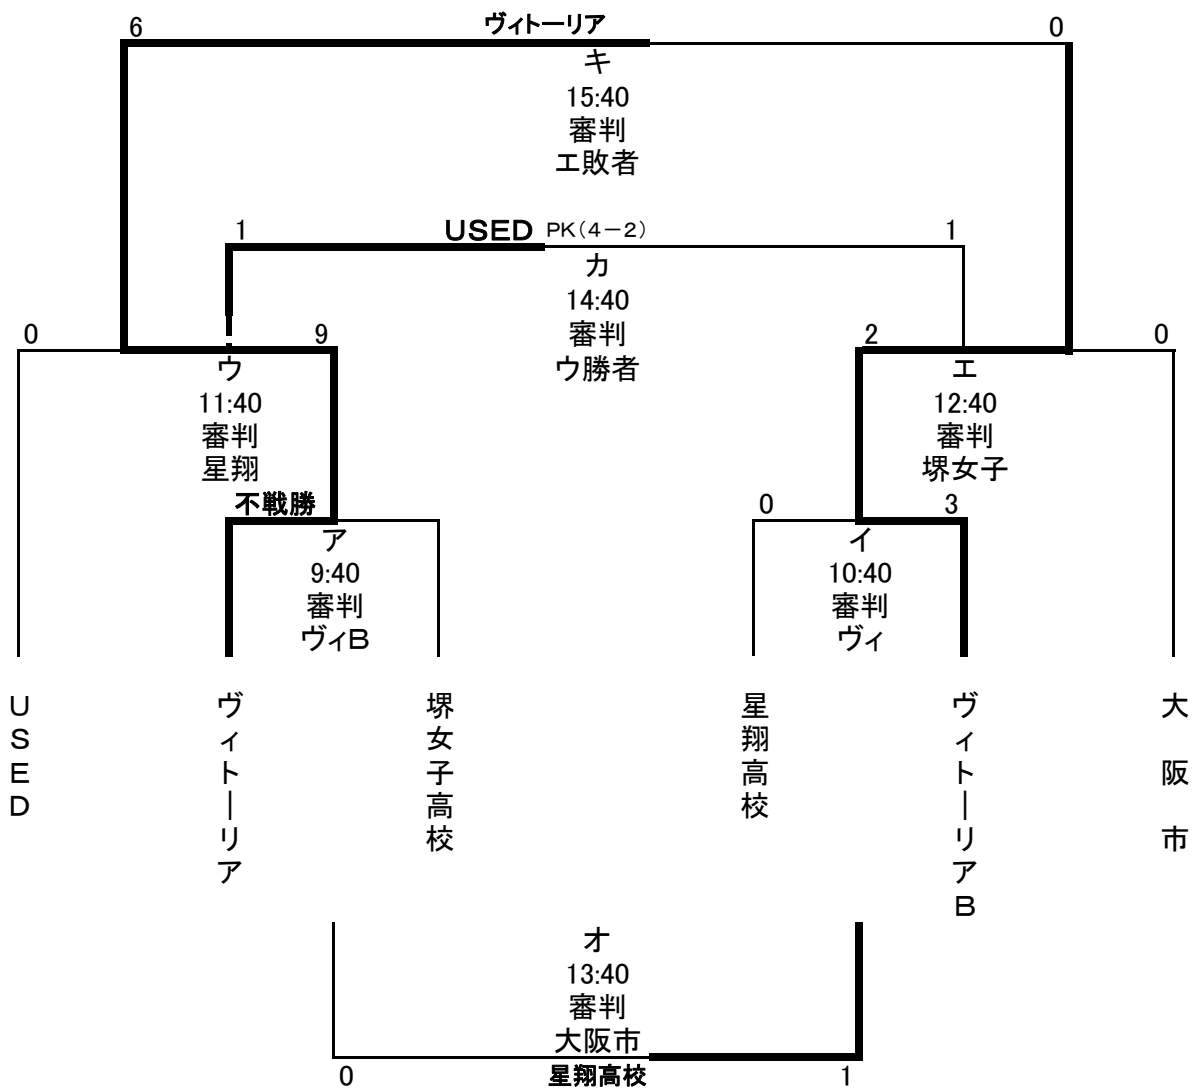 6 ヴィトーリア 0
キ
15:40
審判
エ敗者
1 USED PK(4-2) 1
カ
14:40
審判
ウ勝者
0 9 2 0
ウ
11:40
審判
星翔
エ
12:40
審判
堺女子
不戦勝 0 3
ア
9:40
審判
ヴィB
イ
10:40
審判
ヴィ
USED
ヴィトーリア
堺女子高校
星翔高校
ヴィトーリアB
大阪市
オ
13:40
審判
大阪市
0 星翔高校 1